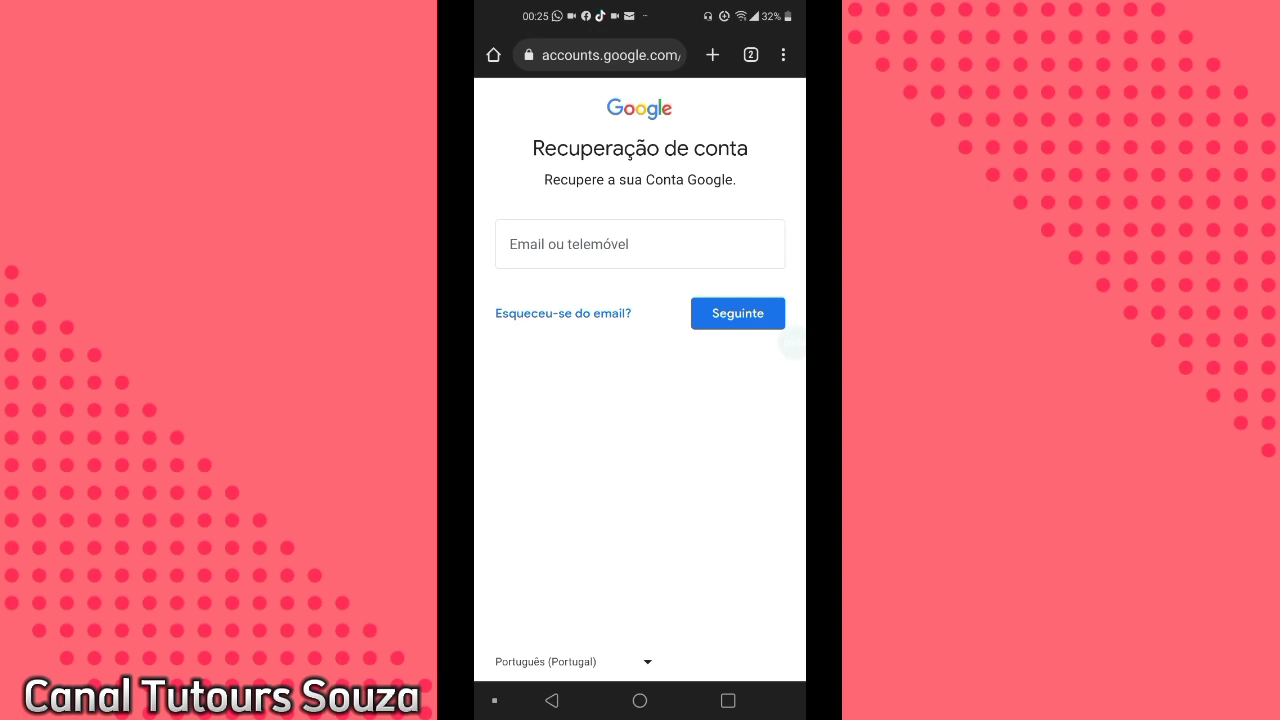 00:25 32%
accounts.google.com/
2
Google
Recuperação de conta
Recupere a sua Conta Google.
Email ou telemóvel
Esqueceu-se do email? Seguinte
Português (Portugal)
Canal Tutours Souza